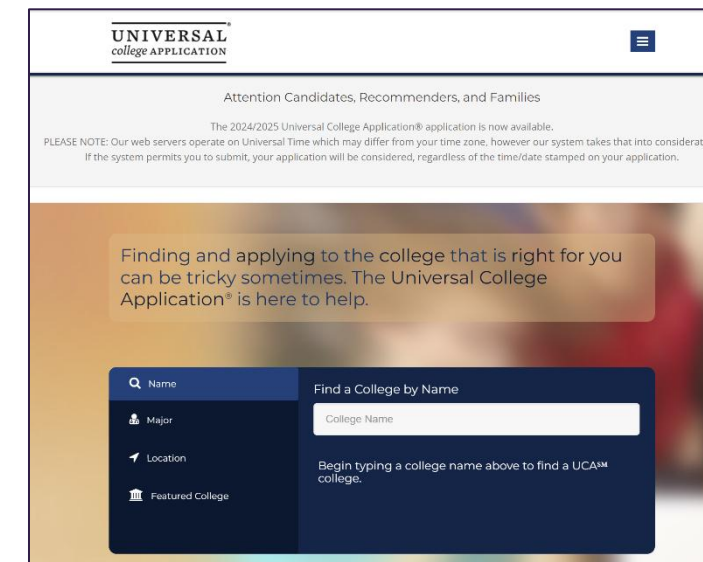 UNIVERSAL®
college APPLICATION
Attention Candidates, Recommenders, and Families
The 2024/2025 Universal College Application® application is now available.
PLEASE NOTE: Our web servers operate on Universal Time which may differ from your time zone, however our system takes that into considerat
If the system permits you to submit, your application will be considered, regardless of the time/date stamped on your application.
Finding and applying to the college that is right for you
can be tricky sometimes. The Universal College
Application® is here to help.
Name
Major
Location
Featured College
Find a College by Name
College Name
Begin typing a college name above to find a UCA℠
college.